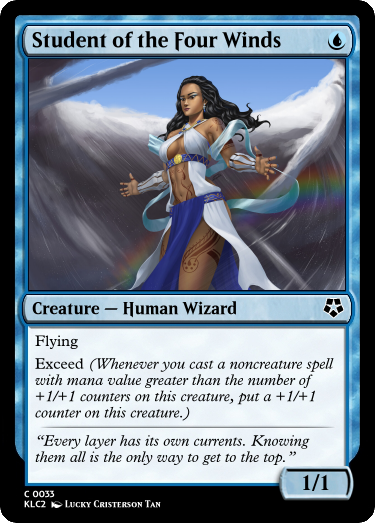 Student of the Four Winds
Creature — Human Wizard
Flying
Exceed (Whenever you cast a noncreature spell
with mana value greater than the number of
+1/+1 counters on this creature, put a +1/+1
counter on this creature.)
“Every layer has its own currents. Knowing
them all is the only way to get to the top.”
1/1
C 0033
KLC2 Lucky Cristerson Tan